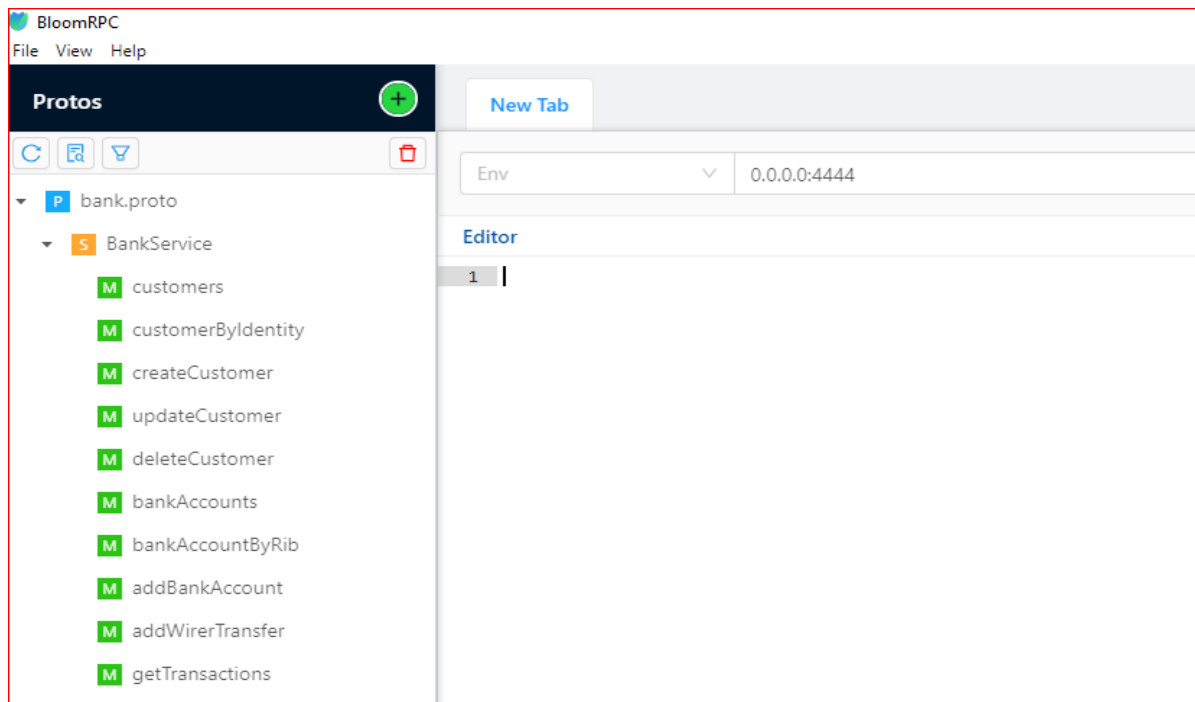 BloomRPC
File View Help
Protos
New Tab
Env
0.0.0.0:4444
P bank.proto
Editor
S BankService
1
M customers
M customerByIdentity
M createCustomer
M updateCustomer
M deleteCustomer
M bankAccounts
M bankAccountByRib
M addBankAccount
M addWirerTransfer
M getTransactions